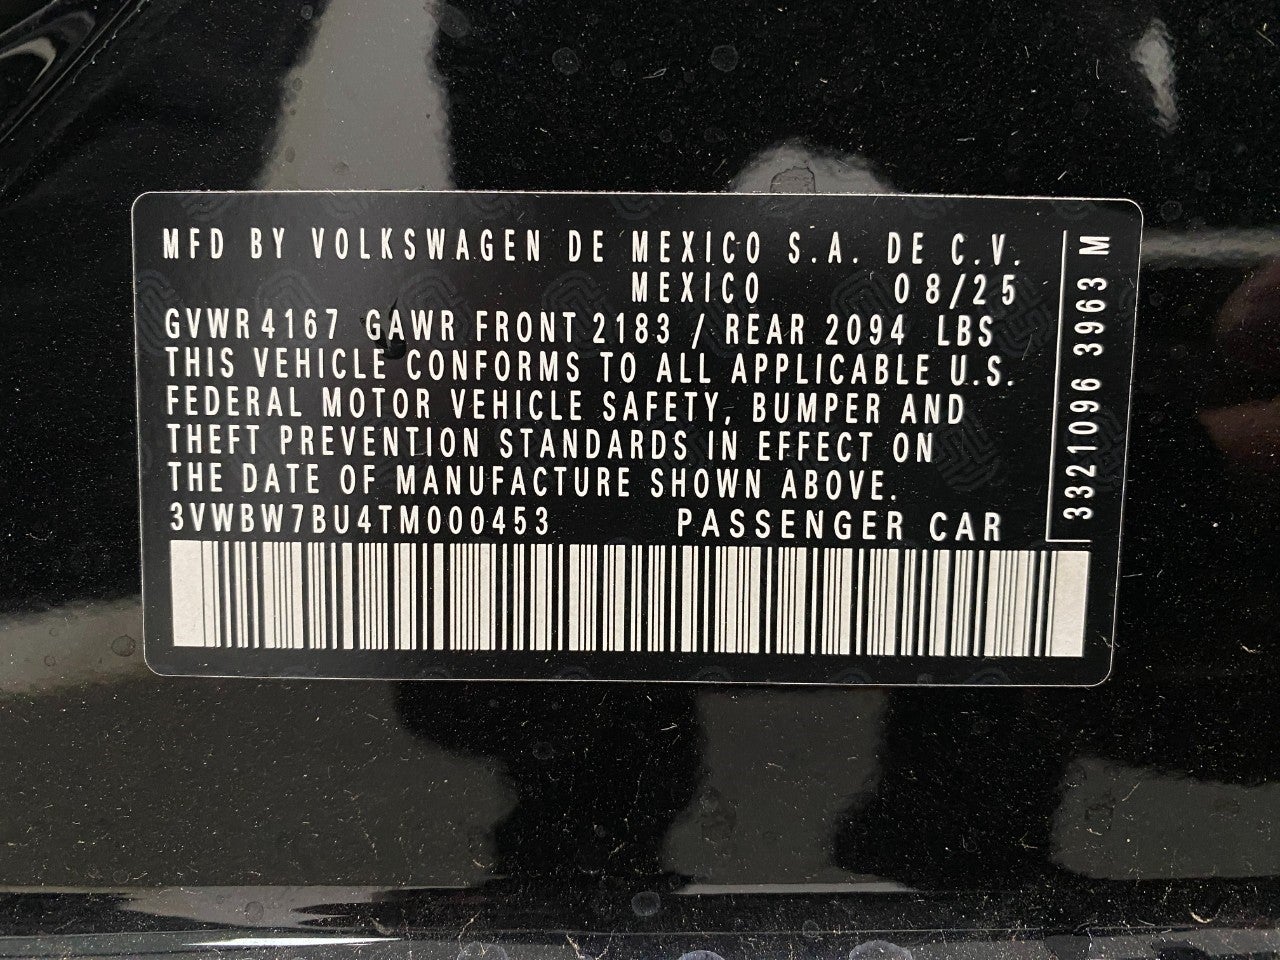 MFD BY VOLKSWAGEN DE MEXICO S.A. DE C.V.
MEXICO 08/25
GVWR 4167 GAWR FRONT 2183 / REAR 2094 LBS
THIS VEHICLE CONFORMS TO ALL APPLICABLE U.S.
FEDERAL MOTOR VEHICLE SAFETY, BUMPER AND
THEFT PREVENTION STANDARDS IN EFFECT ON
THE DATE OF MANUFACTURE SHOWN ABOVE.
3VWBW7BU4TM000453 PASSENGER CAR
3321096 3963 M